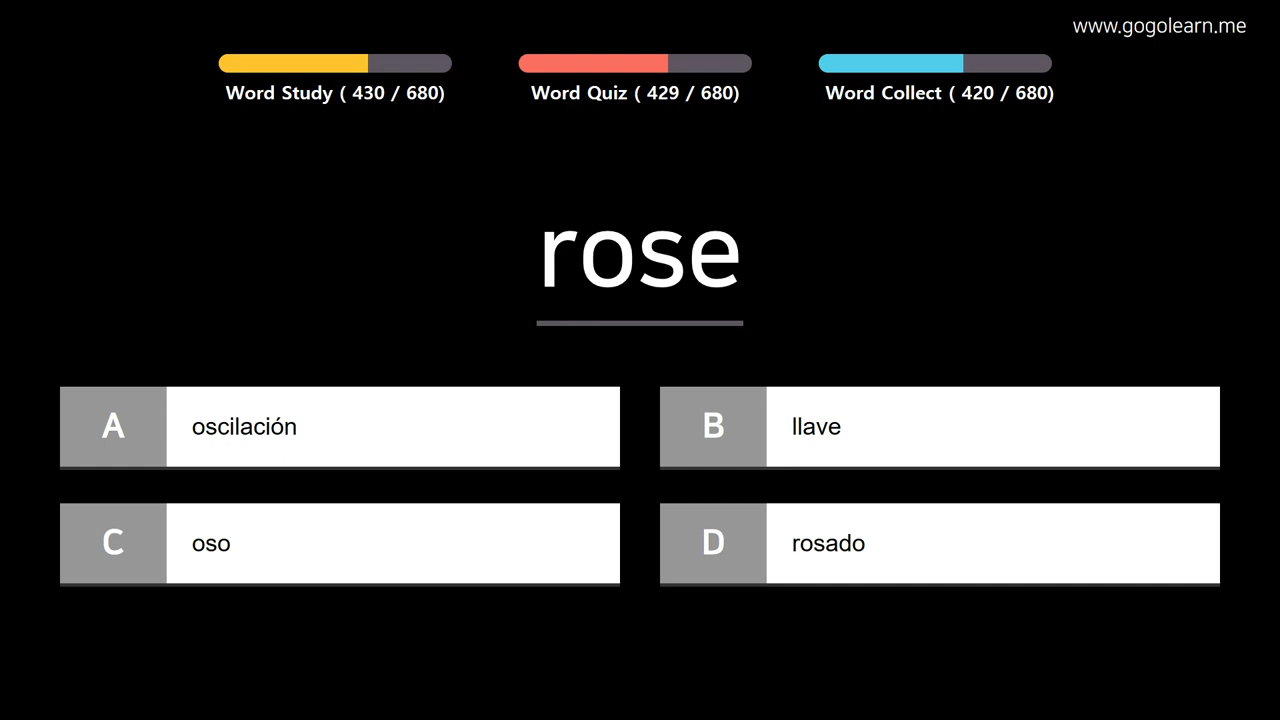 www.gogolearn.me
Word Study ( 430 / 680)
Word Quiz ( 429 / 680)
Word Collect ( 420 / 680)
rose
A oscilación
B llave
C oso
D rosado